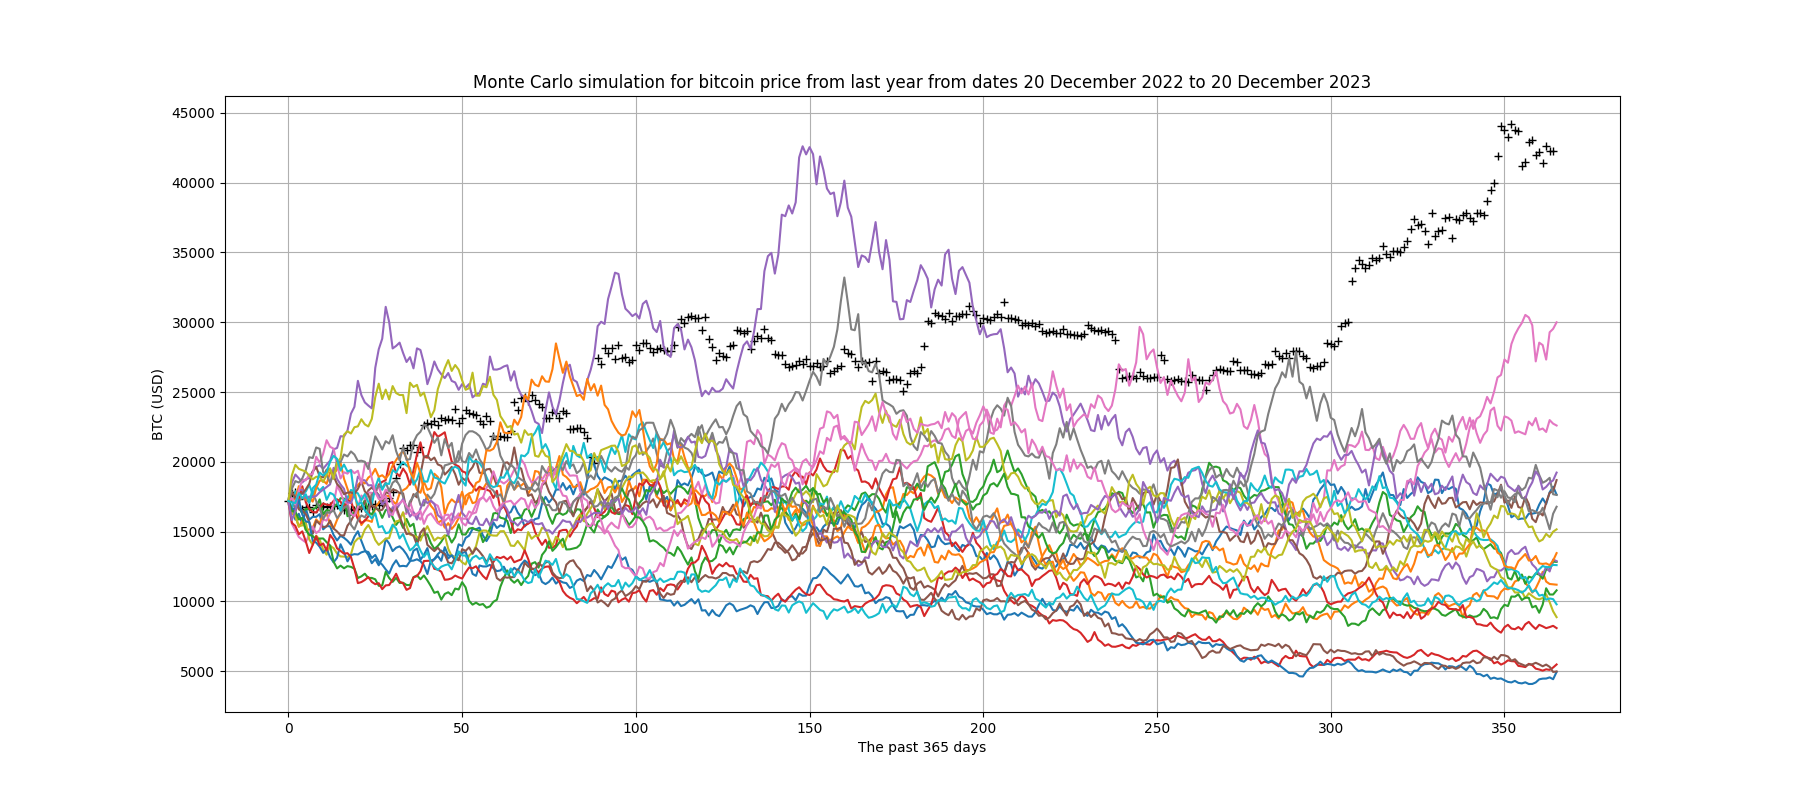 Monte Carlo simulation for bitcoin price from last year from dates 20 December 2022 to 20 December 2023
45000
40000
35000
30000
25000
20000
15000
10000
5000
BTC (USD)
0 50 100 150 200 250 300 350
The past 365 days